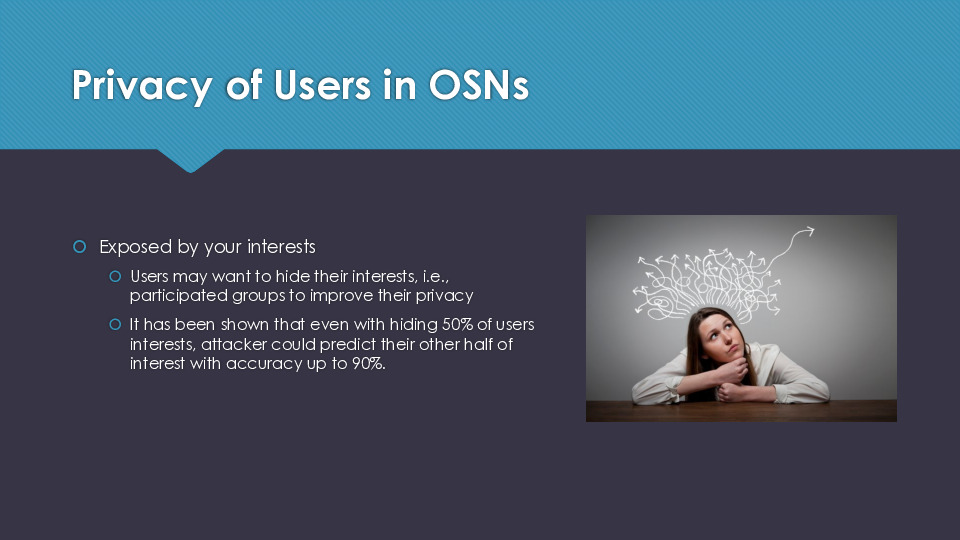 Privacy of Users in OSNs
Exposed by your interests
Users may want to hide their interests, i.e.,
participated groups to improve their privacy
It has been shown that even with hiding 50% of users
interests, attacker could predict their other half of
interest with accuracy up to 90%.